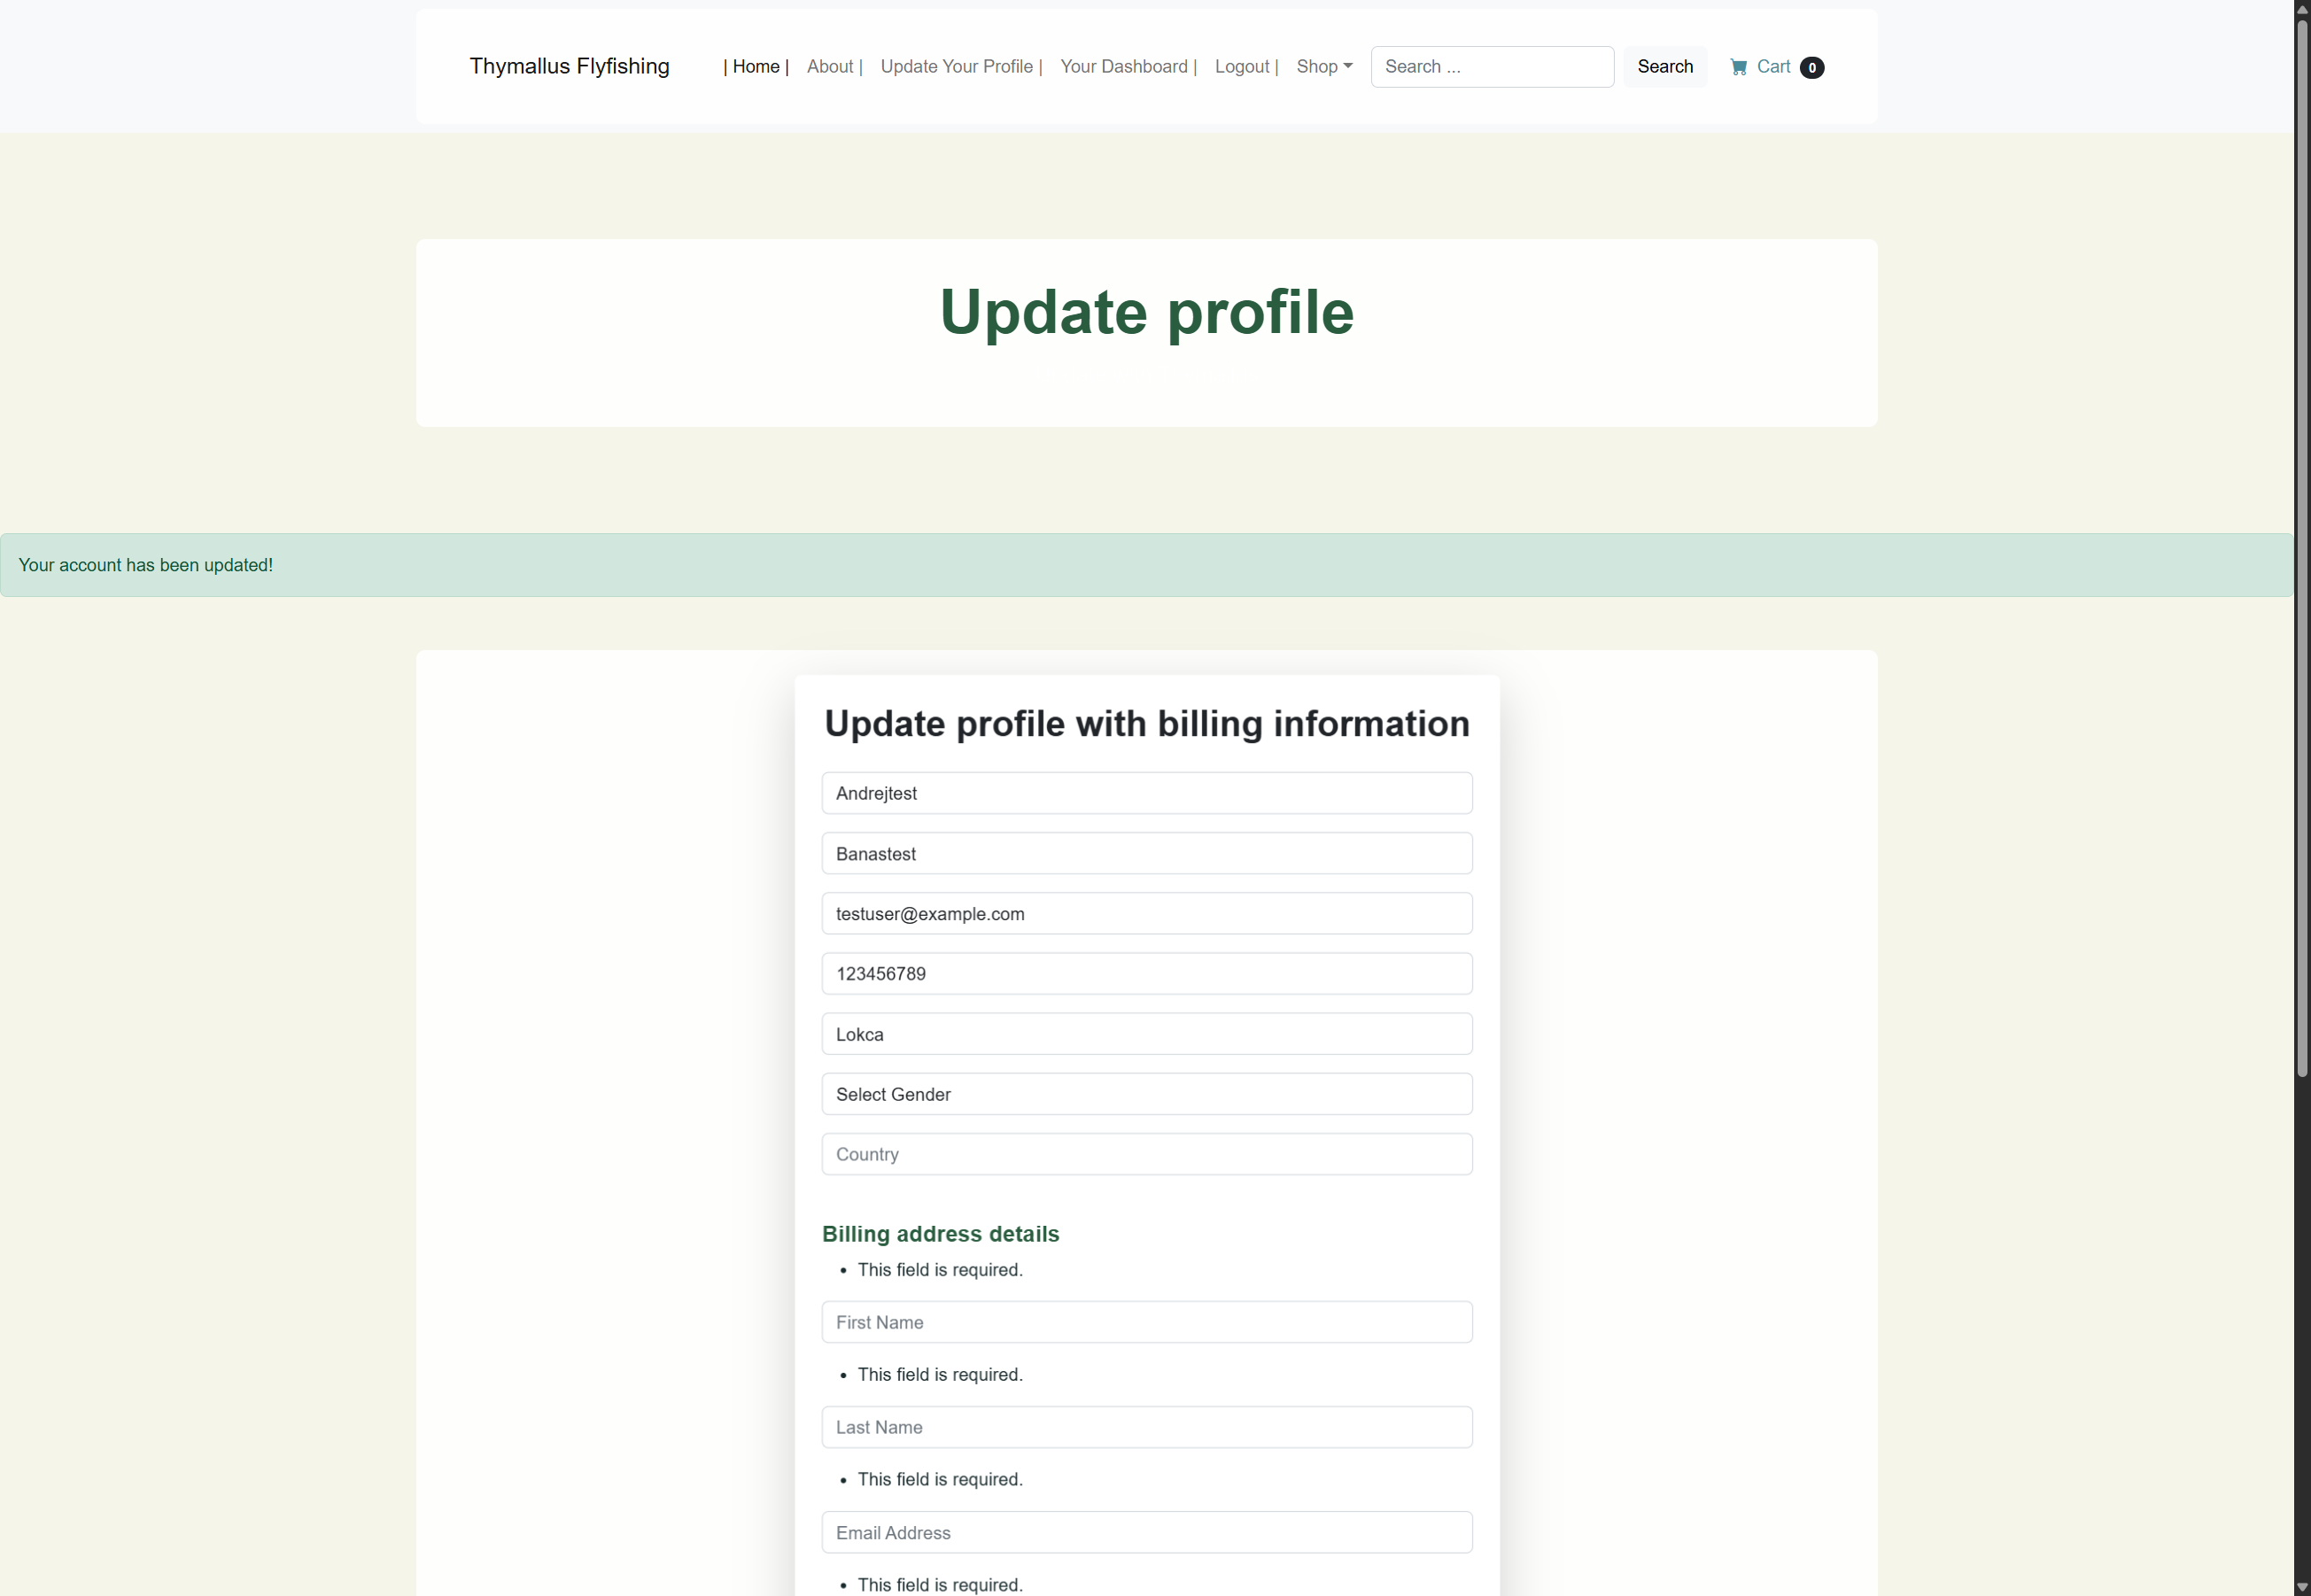 Thymallus Flyfishing | Home | About | Update Your Profile | Your Dashboard | Logout | Shop Search ... Search Cart 0
Update profile
Your account has been updated!
Update profile with billing information
Andrejtest
Banastest
testuser@example.com
123456789
Lokca
Select Gender
Country
Billing address details
• This field is required.
First Name
• This field is required.
Last Name
• This field is required.
Email Address
• This field is required.